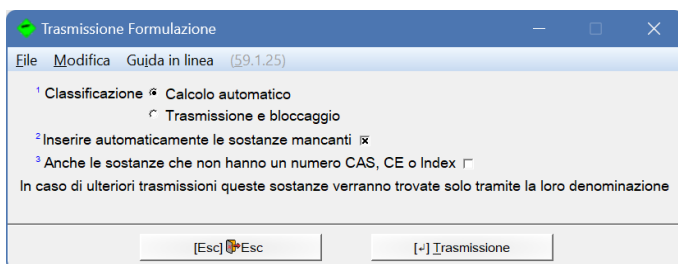 Trasmissione Formulazione
File Modifica Guida in linea (59.1.25)
1 Classificazione Calcolo automatico
Trasmissione e bloccaggio
2 Inserire automaticamente le sostanze mancanti
3 Anche le sostanze che non hanno un numero CAS, CE o Index
In caso di ulteriori trasmissioni queste sostanze verranno trovate solo tramite la loro denominazione
[Esc] Esc [↵] Trasmissione